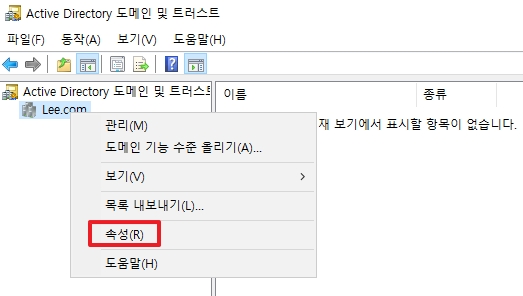 Active Directory 도메인 및 트러스트
파일(F) 동작(A) 보기(V) 도움말(H)
Active Directory 도메인 및 트러스트
이름 종류
Lee.com
관리(M)
재 보기에서 표시할 항목이 없습니다.
도메인 기능 수준 올리기(A)...
보기(V)
목록 내보내기(L)...
속성(R)
도움말(H)